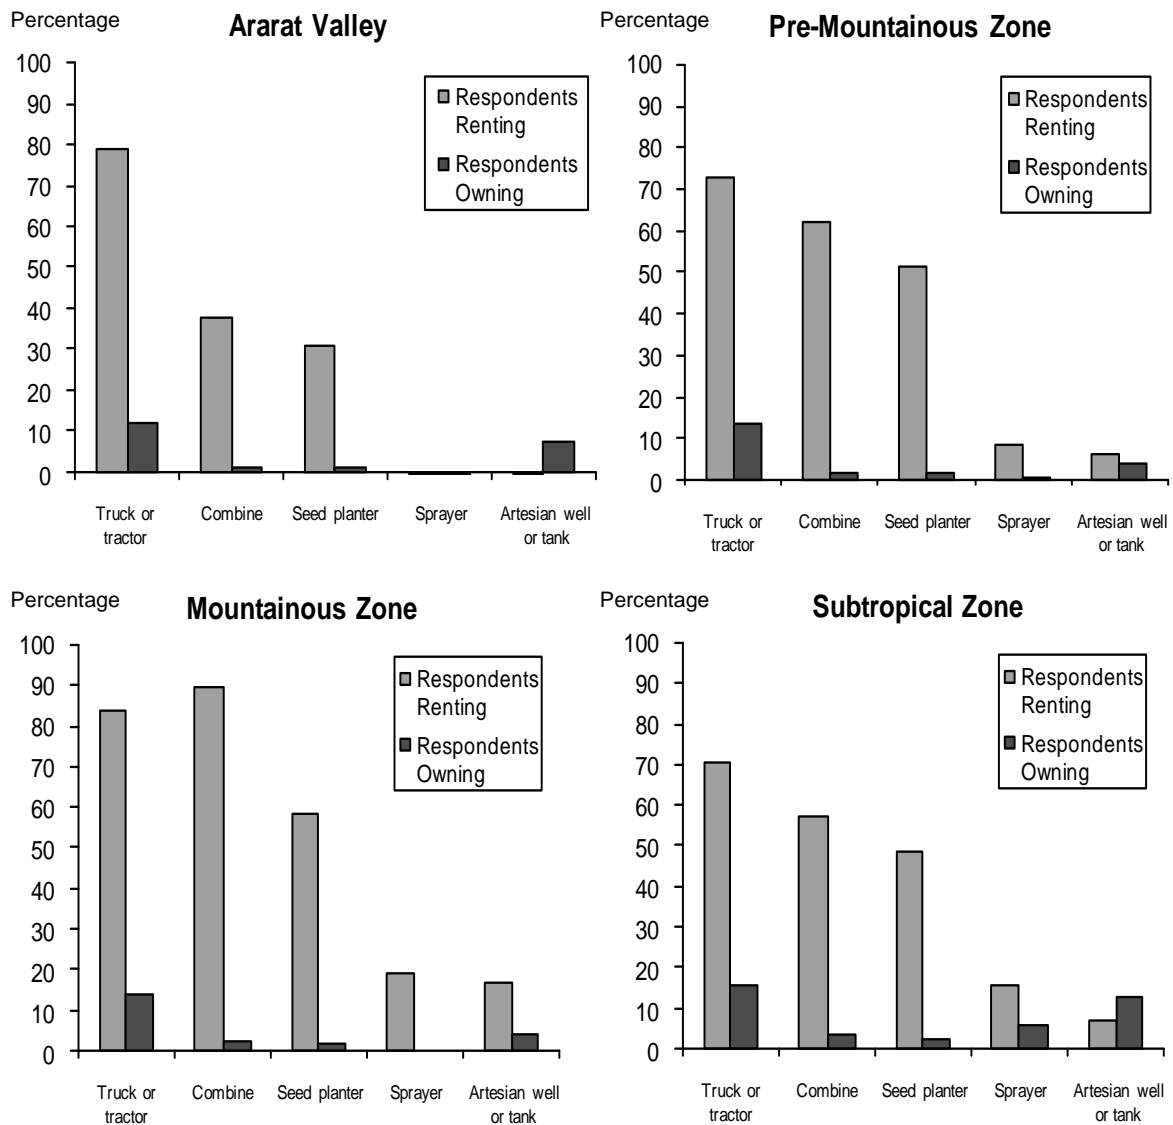 Percentage
Ararat Valley
100
90
80
70
60
50
40
30
20
10
0
Respondents
Renting
Respondents
Owning
Truck or
tractor
Combine
Seed planter
Sprayer
Artesian well
or tank
Percentage
Pre-Mountainous Zone
100
90
80
70
60
50
40
30
20
10
0
Respondents
Renting
Respondents
Owning
Truck or
tractor
Combine
Seed planter
Sprayer
Artesian well
or tank
Percentage
Mountainous Zone
100
90
80
70
60
50
40
30
20
10
0
Respondents
Renting
Respondents
Owning
Truck or
tractor
Combine
Seed planter
Sprayer
Artesian well
or tank
Percentage
Subtropical Zone
100
90
80
70
60
50
40
30
20
10
0
Respondents
Renting
Respondents
Owning
Truck or
tractor
Combine
Seed planter
Sprayer
Artesian well
or tank